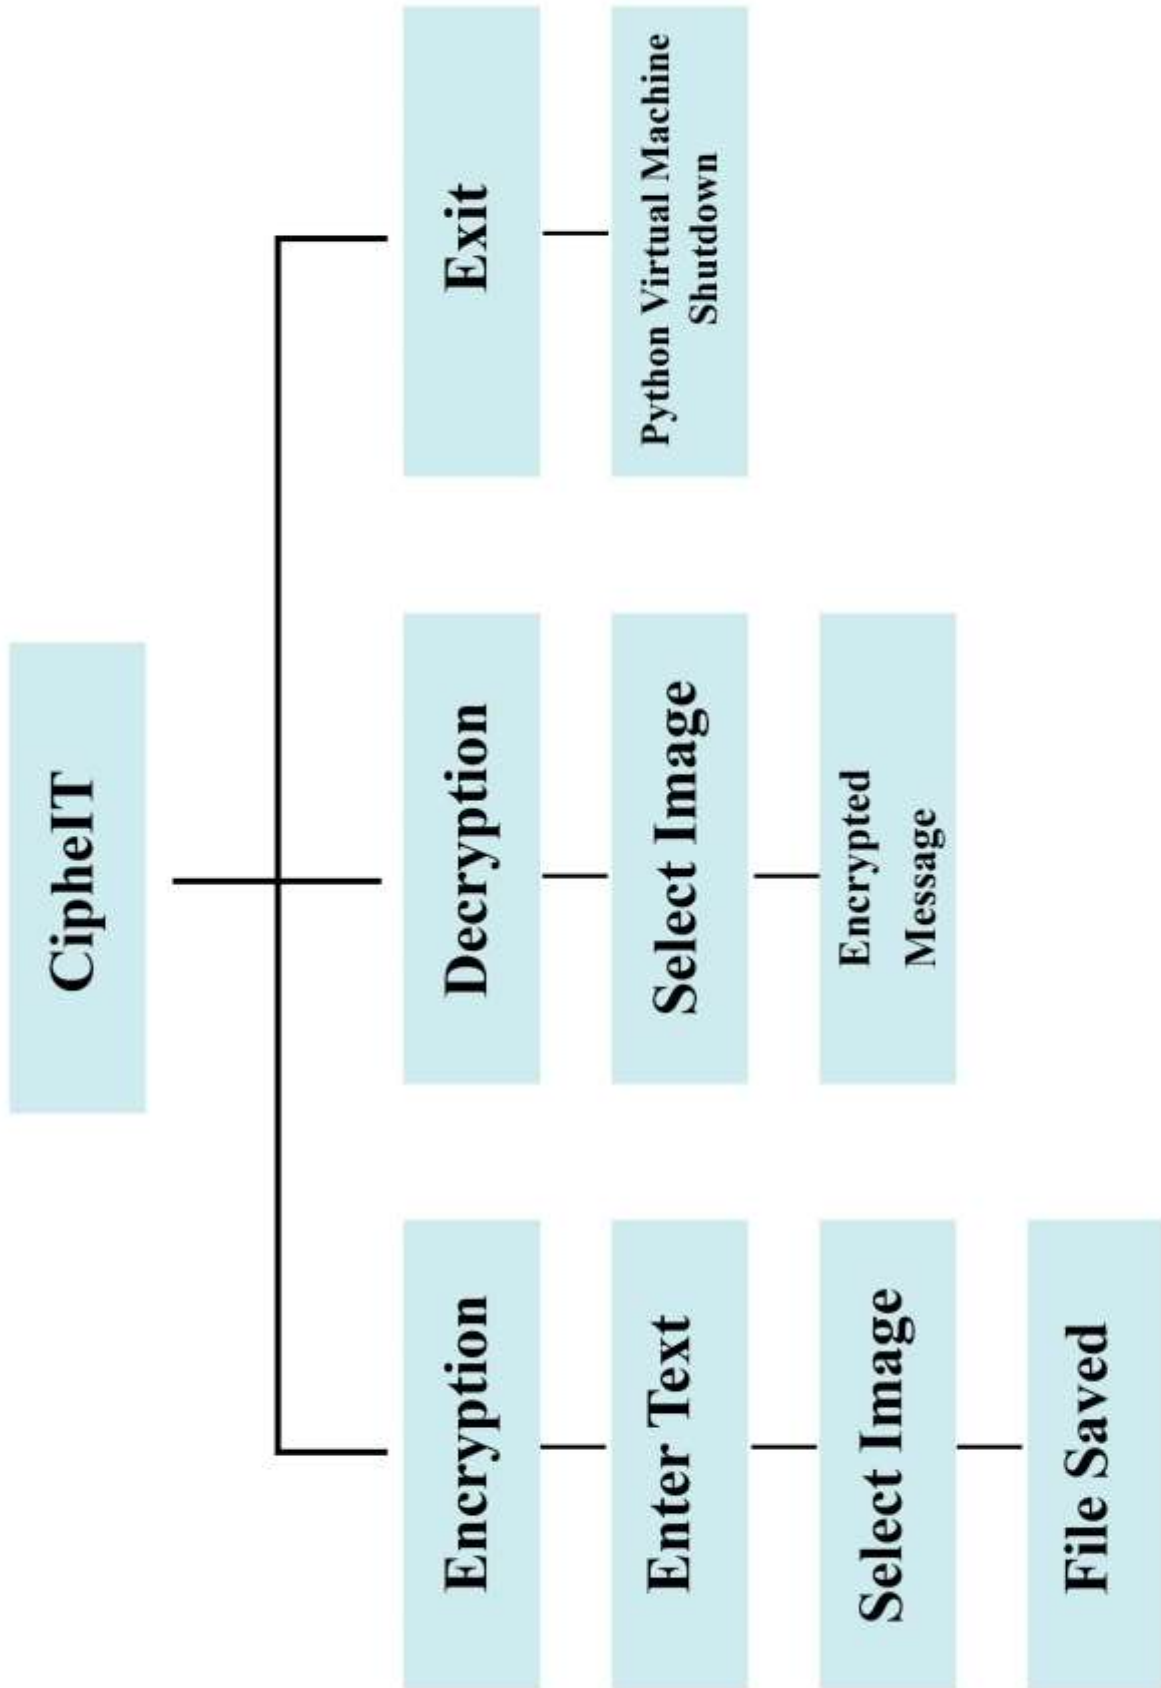 CipheIT
Encryption
Decryption
Exit
Enter Text
Select Image
Python Virtual Machine
Shutdown
Select Image
Encrypted
Message
File Saved